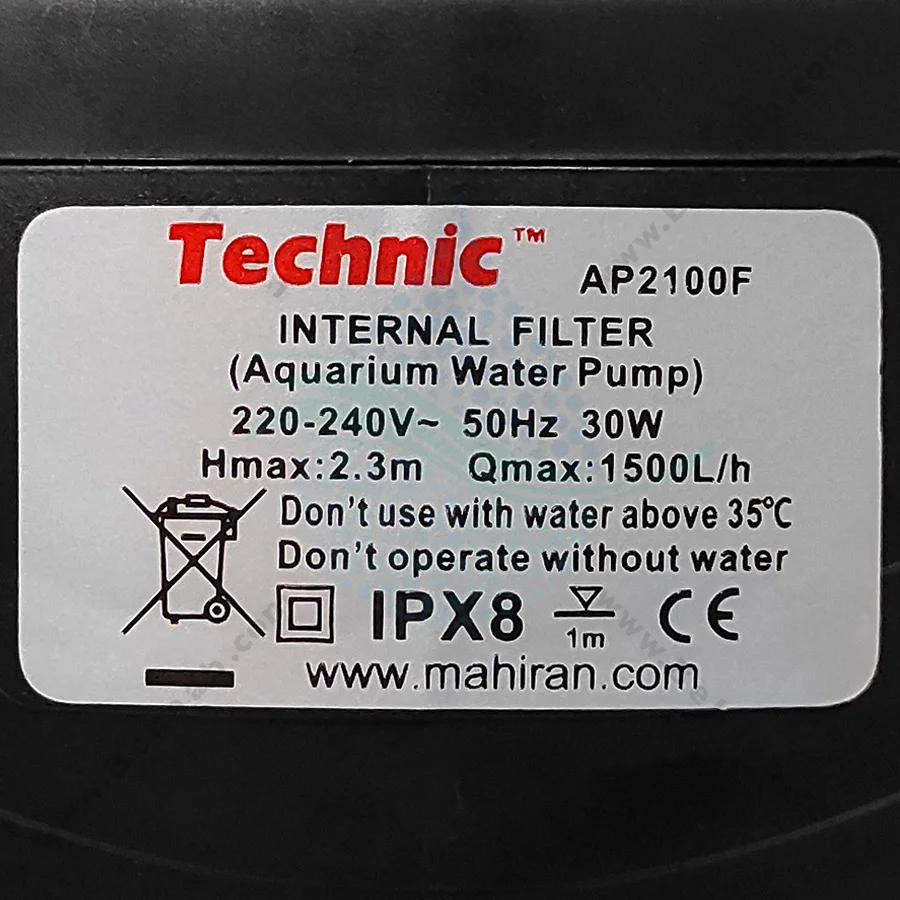 Technic™
AP2100F
INTERNAL FILTER
(Aquarium Water Pump)
220-240V~ 50Hz 30W
Hmax:2.3m Qmax:1500L/h
Don't use with water above 35°C
Don't operate without water
IPX8 1m CE
www.mahiran.com